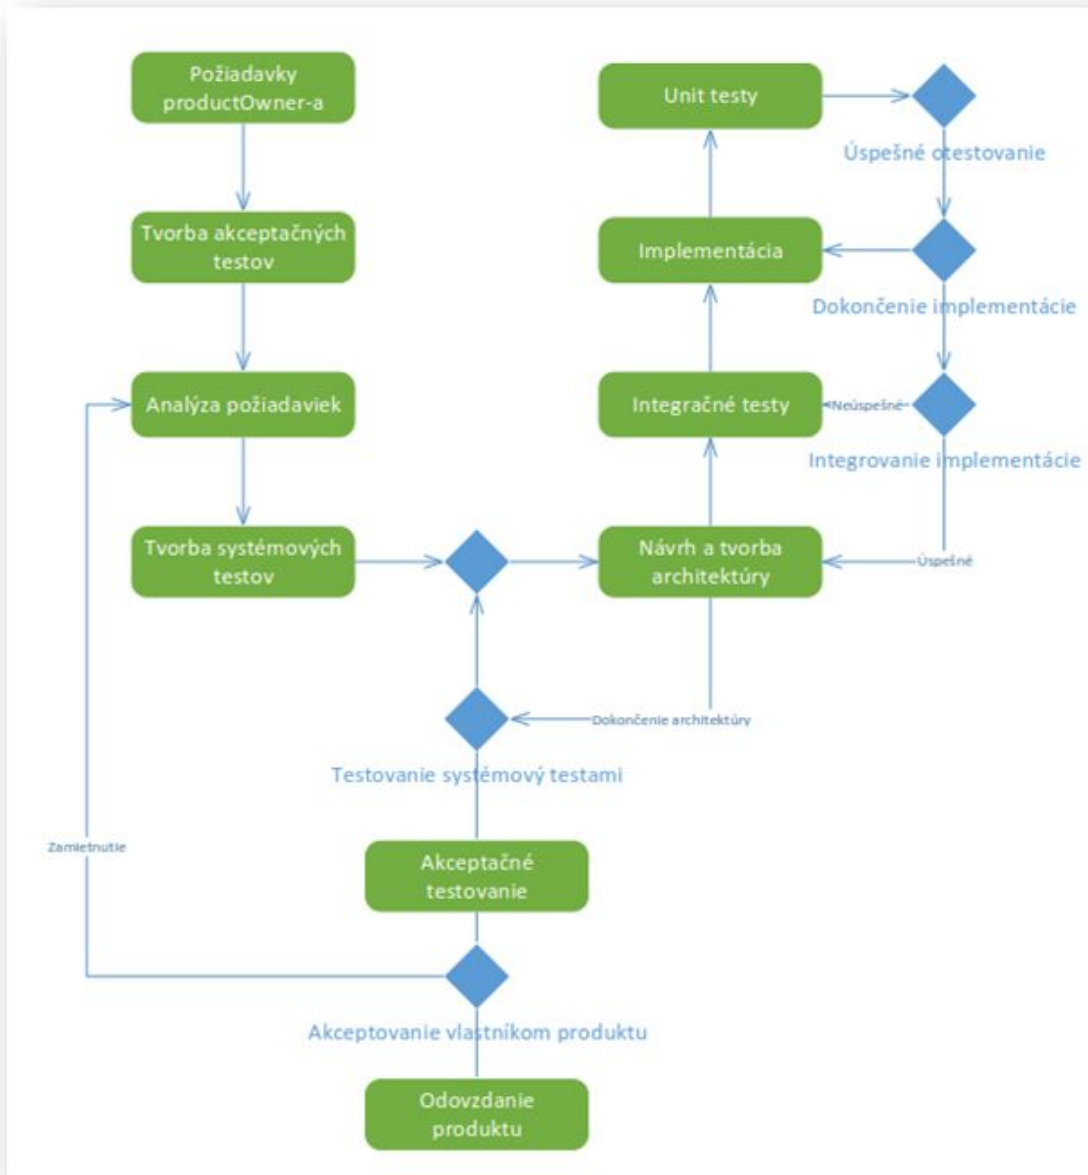 Požiadavky
productOwner-a
Tvorba akceptačných
testov
Analýza požiadaviek
Tvorba systémových
testov
Unit testy
Úspešné otestovanie
Implementácia
Dokončenie implementácie
Integračné testy
Neúspešné
Integrovanie implementácie
Návrh a tvorba
architektúry
Úspešné
Dokončenie architektúry
Testovanie systémový testami
Zamietnutie
Akceptačné
testovanie
Akceptovanie vlastníkom produktu
Odovzdanie
produktu